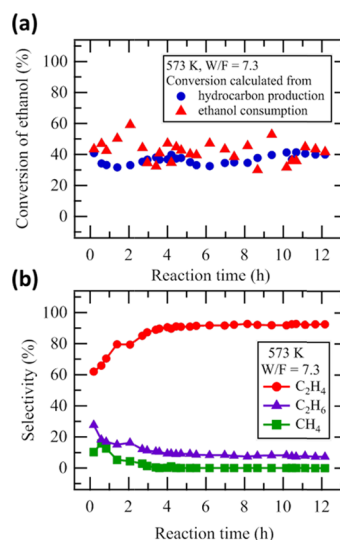 (a)
Conversion of ethanol (%)
100
80
60
40
20
0
573 K, W/F = 7.3
Conversion calculated from
hydrocarbon production
ethanol consumption
0 2 4 6 8 10 12
Reaction time (h)
(b)
Selectivity (%)
100
80
60
40
20
0
573 K
W/F = 7.3
C₂H₄
C₂H₆
CH₄
0 2 4 6 8 10 12
Reaction time (h)